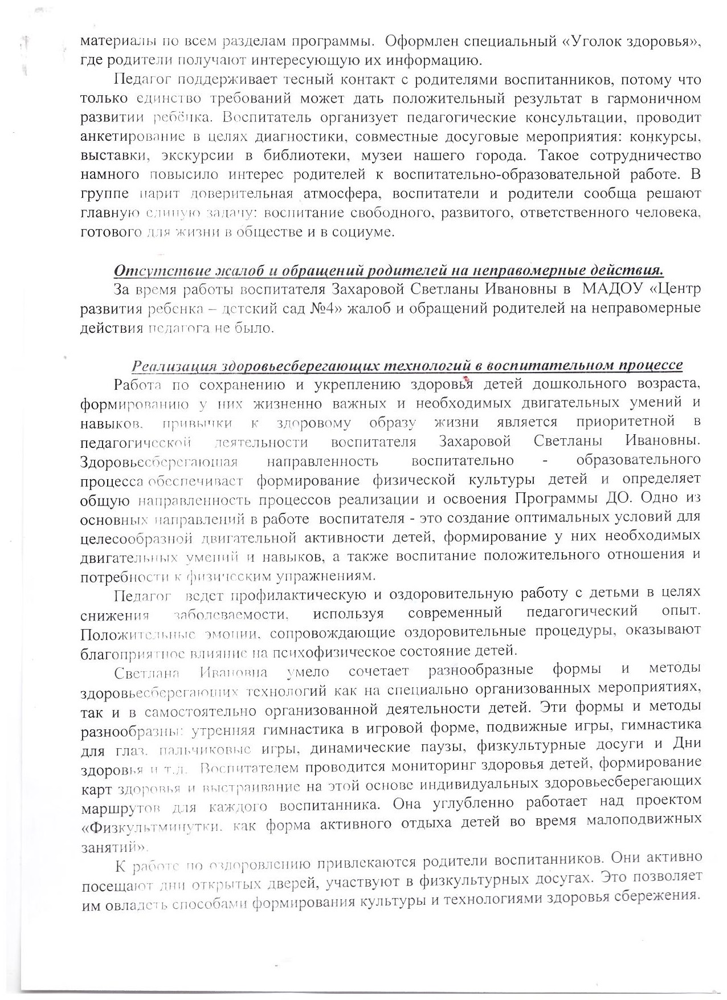 материалы по всем разделам программы. Оформлен специальный «Уголок здоровья»,
где родители получают интересующую их информацию.
Педагог поддерживает тесный контакт с родителями воспитанников, потому что
только единство требований может дать положительный результат в гармоничном
развитии ребёнка. Воспитатель организует педагогические консультации, проводит
анкетирование в целях диагностики, совместные досуговые мероприятия: конкурсы,
выставки, экскурсии в библиотеки, музеи нашего города. Такое сотрудничество
намного повысило интерес родителей к воспитательно-образовательной работе. В
группе царит доверительная атмосфера, воспитатели и родители сообща решают
главную единую задачу: воспитание свободного, развитого, ответственного человека,
готового для жизни в обществе и в социуме.
Отсутствие жалоб и обращений родителей на неправомерные действия.
За время работы воспитателя Захаровой Светланы Ивановны в МАДОУ «Центр
развития ребенка – детский сад №4» жалоб и обращений родителей на неправомерные
действия педагога не было.
Реализация здоровьесберегающих технологий в воспитательном процессе
Работа по сохранению и укреплению здоровья детей дошкольного возраста,
формированию у них жизненно важных и необходимых двигательных умений и
навыков, привычки к здоровому образу жизни является приоритетной в
педагогической деятельности воспитателя Захаровой Светланы Ивановны.
Здоровьесберегающая направленность воспитательно - образовательного
процесса обеспечивает формирование физической культуры детей и определяет
общую направленность процессов реализации и освоения Программы ДО. Одно из
основных направлений в работе воспитателя - это создание оптимальных условий для
целесообразной двигательной активности детей, формирование у них необходимых
двигательных умений и навыков, а также воспитание положительного отношения и
потребности к физическим упражнениям.
Педагог ведет профилактическую и оздоровительную работу с детьми в целях
снижения заболеваемости, используя современный педагогический опыт.
Положительные эмоции, сопровождающие оздоровительные процедуры, оказывают
благоприятное влияние на психофизическое состояние детей.
Светлана Ивановна умело сочетает разнообразные формы и методы
здоровьесберегающих технологий как на специально организованных мероприятиях,
так и в самостоятельно организованной деятельности детей. Эти формы и методы
разнообразны: утренняя гимнастика в игровой форме, подвижные игры, гимнастика
для глаз, пальчиковые игры, динамические паузы, физкультурные досуги и Дни
здоровья и т.д. Воспитателем проводится мониторинг здоровья детей, формирование
карт здоровья и выстраивание на этой основе индивидуальных здоровьесберегающих
маршрутов для каждого воспитанника. Она углубленно работает над проектом
«Физкультминутки, как форма активного отдыха детей во время малоподвижных
занятий».
К работе по оздоровлению привлекаются родители воспитанников. Они активно
посещают дни открытых дверей, участвуют в физкультурных досугах. Это позволяет
им овладеть способами формирования культуры и технологиями здоровья сбережения.